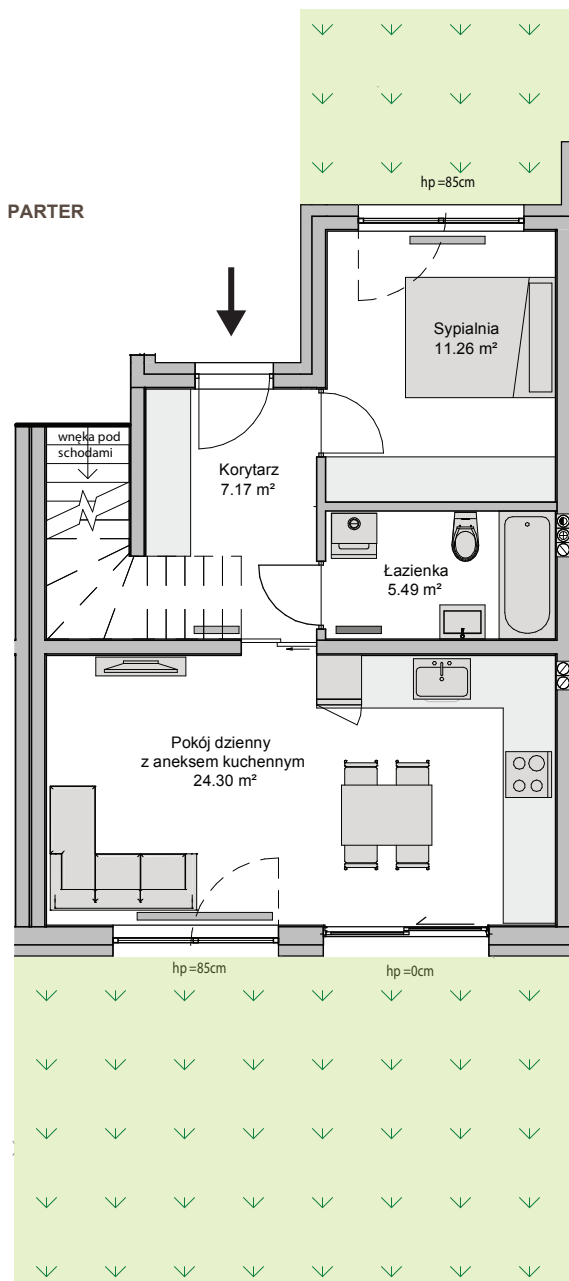 hp =85cm
PARTER
Sypialnia
11.26 m²
wnęka pod
schodami
Korytarz
7.17 m²
Łazienka
5.49 m²
Pokój dzienny
z aneksem kuchennym
24.30 m²
hp =85cm
hp =0cm